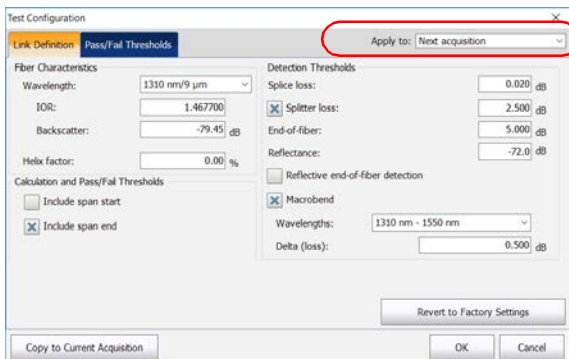 Test Configuration
Link Definition Pass/Fail Thresholds Apply to: Next acquisition
Fiber Characteristics
Wavelength: 1310 nm/9 µm
IOR: 1.467700
Backscatter: -79.45 dB
Helix factor: 0.00 %
Calculation and Pass/Fail Thresholds
Include span start
Include span end
Detection Thresholds
Splice loss: 0.020 dB
Splitter loss: 2.500 dB
End-of-fiber: 5.000 dB
Reflectance: -72.0 dB
Reflective end-of-fiber detection
Macrobend
Wavelengths: 1310 nm - 1550 nm
Delta (loss): 0.500 dB
Revert to Factory Settings
Copy to Current Acquisition OK Cancel